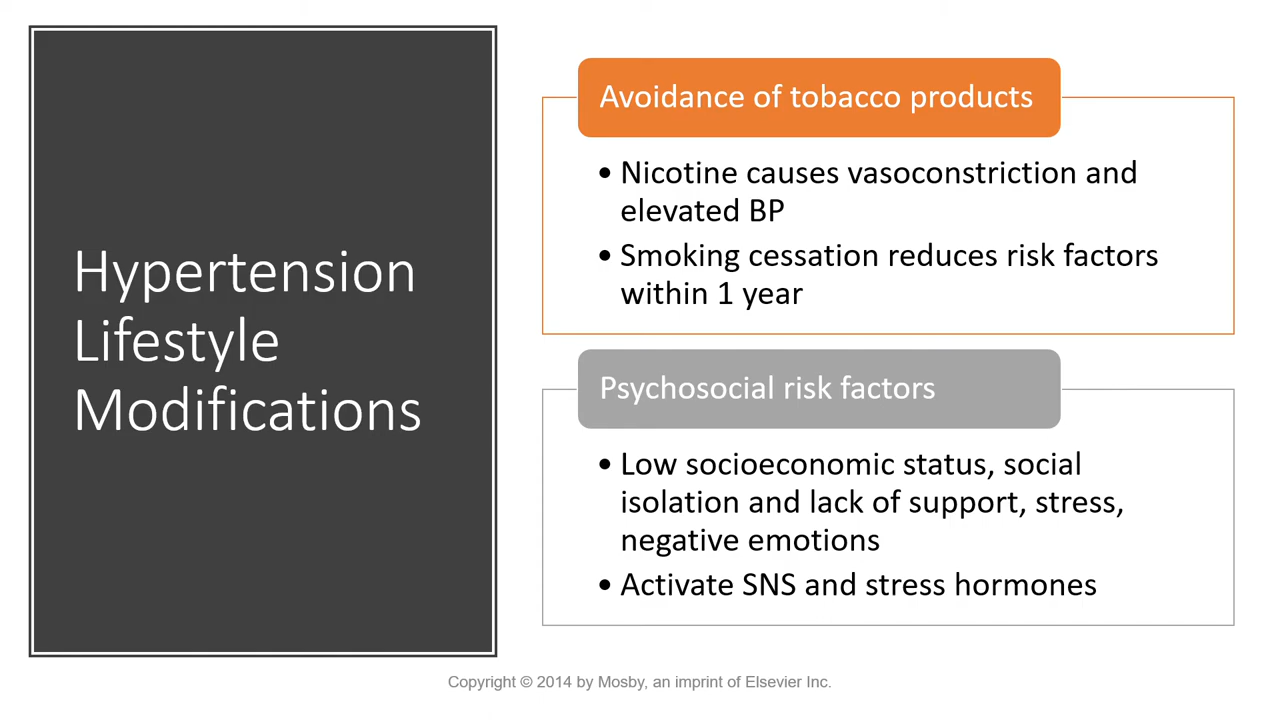 Hypertension
Lifestyle
Modifications
Avoidance of tobacco products
• Nicotine causes vasoconstriction and
elevated BP
• Smoking cessation reduces risk factors
within 1 year
Psychosocial risk factors
• Low socioeconomic status, social
isolation and lack of support, stress,
negative emotions
• Activate SNS and stress hormones
Copyright © 2014 by Mosby, an imprint of Elsevier Inc.